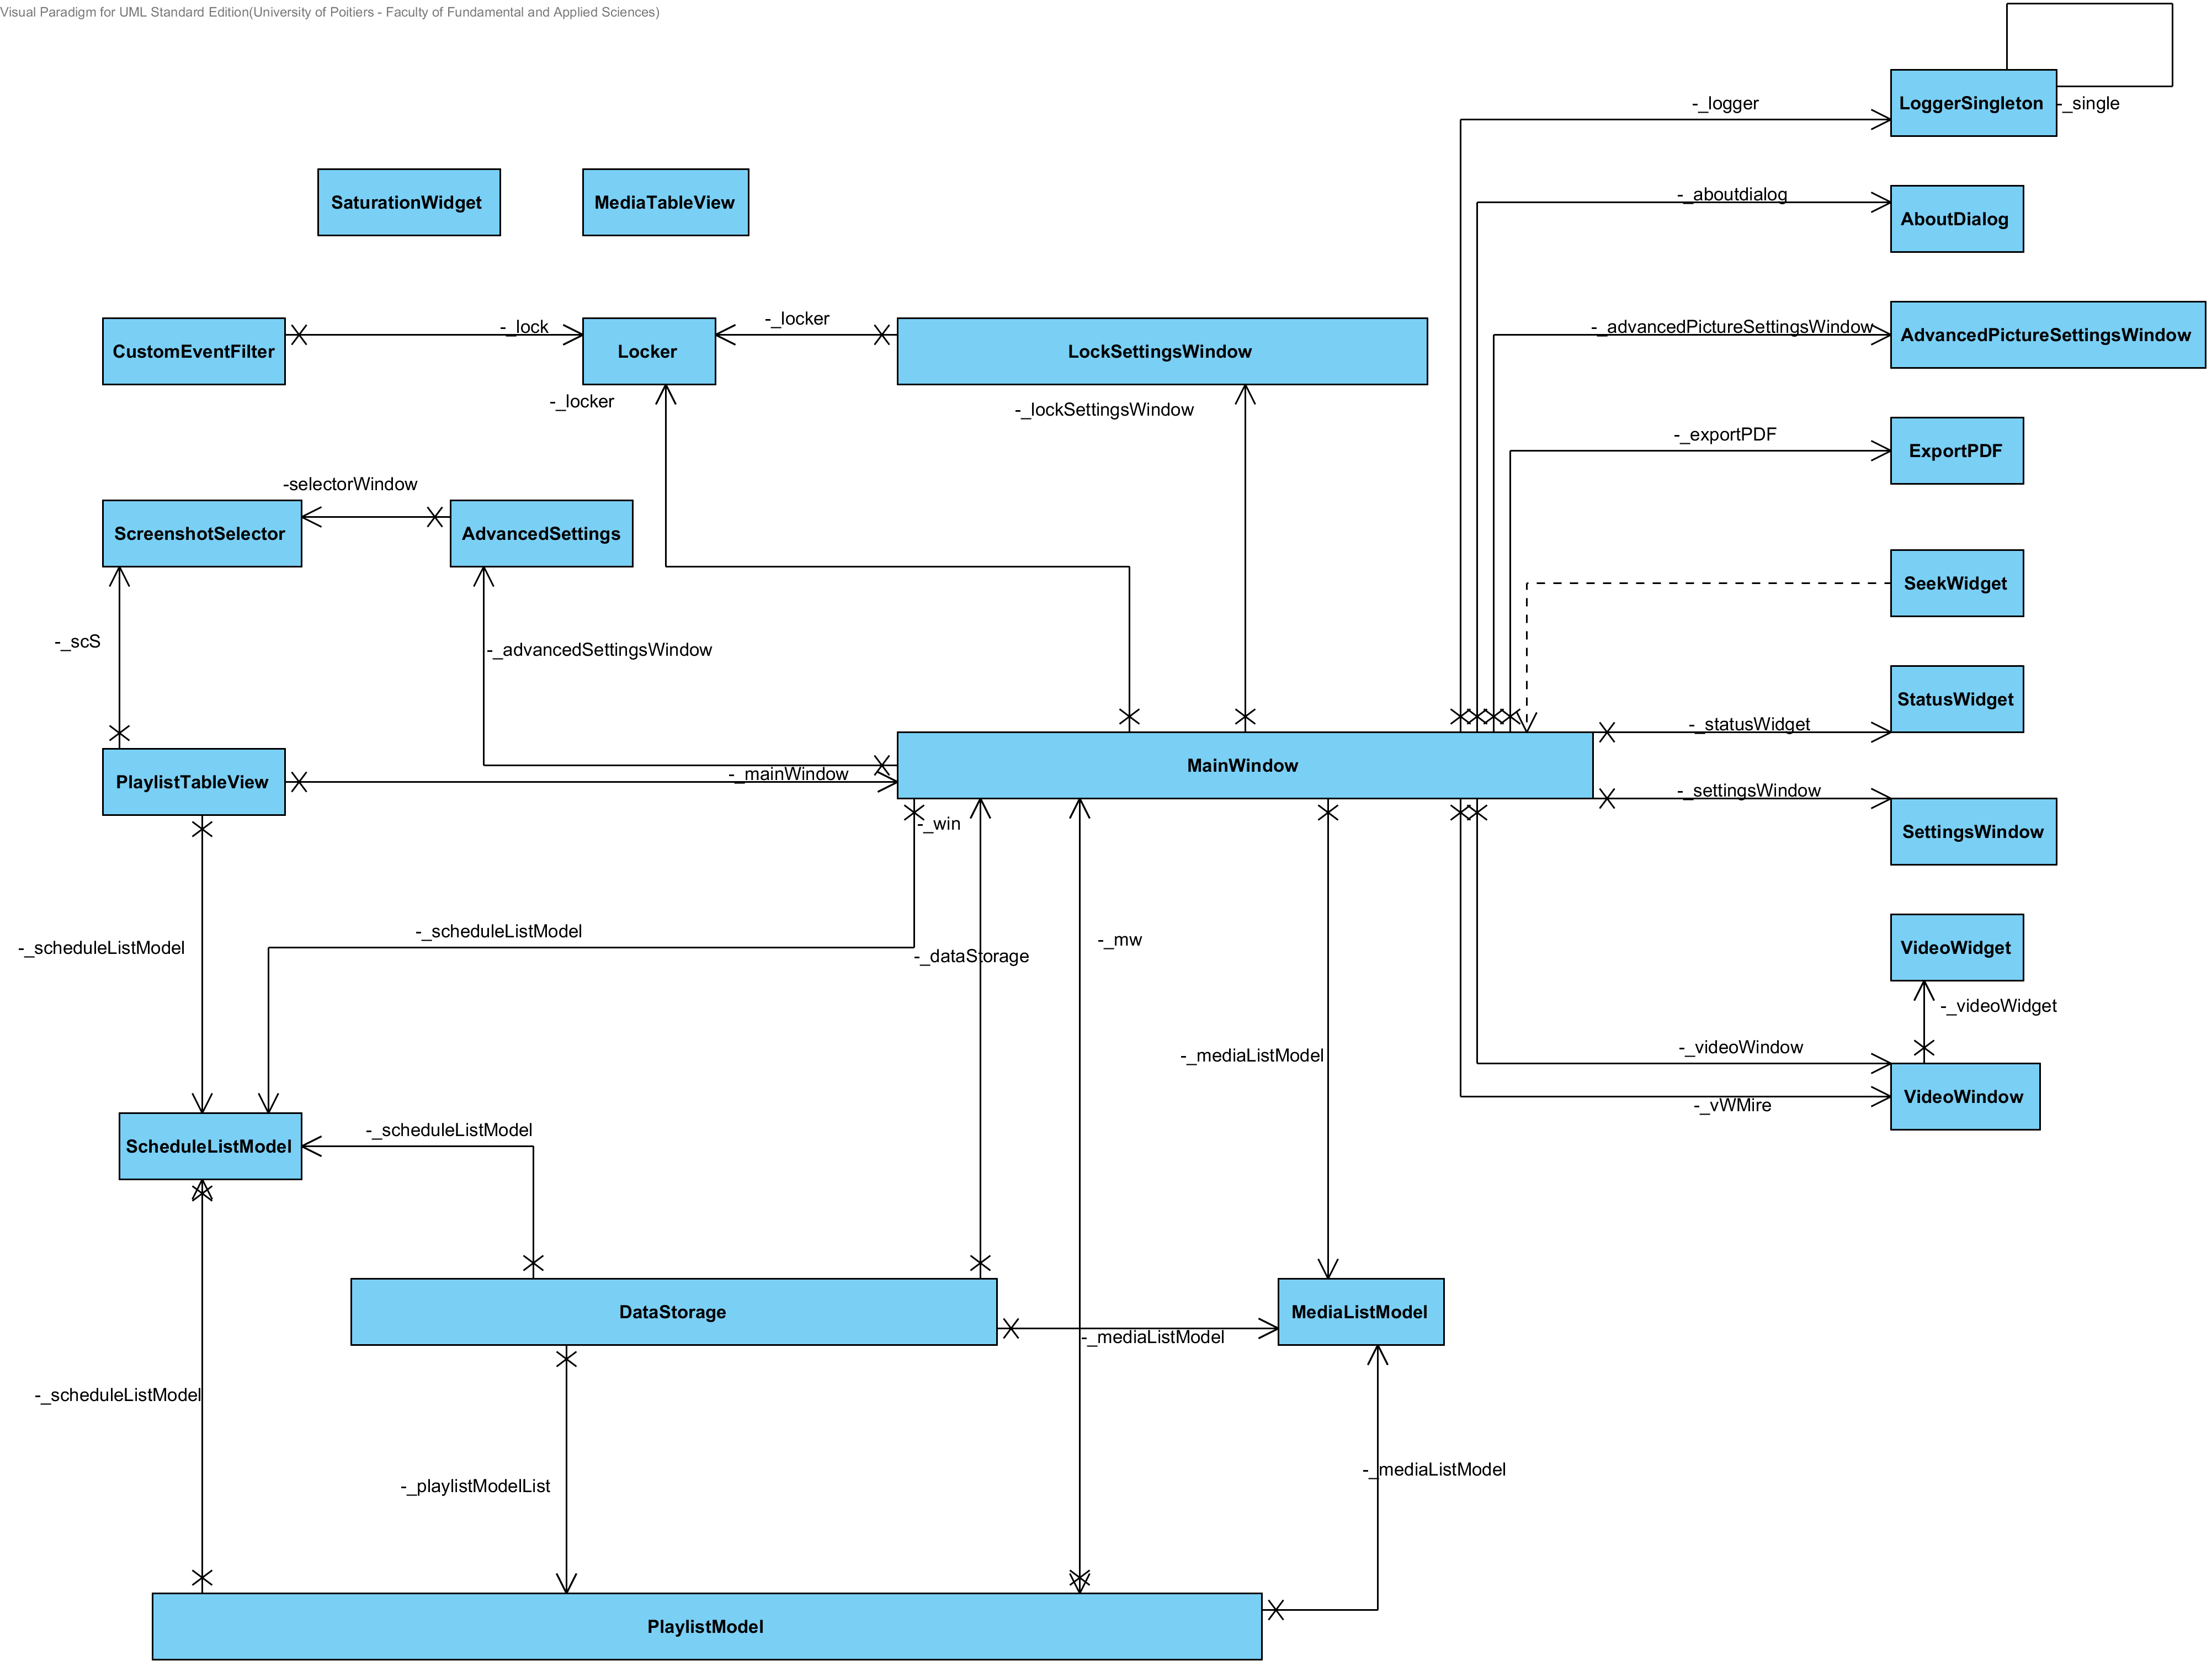 Visual Paradigm for UML Standard Edition(University of Poitiers - Faculty of Fundamental and Applied Sciences)
LoggerSingleton
-_logger
-_single
SaturationWidget
MediaTableView
-_aboutdialog
AboutDialog
CustomEventFilter
-_lock
Locker
-_locker
LockSettingsWindow
-_advancedPictureSettingsWindow
AdvancedPictureSettingsWindow
-_locker
-_lockSettingsWindow
-_exportPDF
ExportPDF
-selectorWindow
ScreenshotSelector
AdvancedSettings
SeekWidget
-_scS
-_advancedSettingsWindow
StatusWidget
-_statusWidget
PlaylistTableView
-_mainWindow
MainWindow
-_settingsWindow
SettingsWindow
-_win
-_scheduleListModel
-_scheduleListModel
-_dataStorage
-_mw
VideoWidget
-_videoWidget
-_mediaListModel
-_videoWindow
-_vWMire
VideoWindow
ScheduleListModel
-_scheduleListModel
DataStorage
-_mediaListModel
MediaListModel
-_scheduleListModel
-_playlistModelList
-_mediaListModel
PlaylistModel